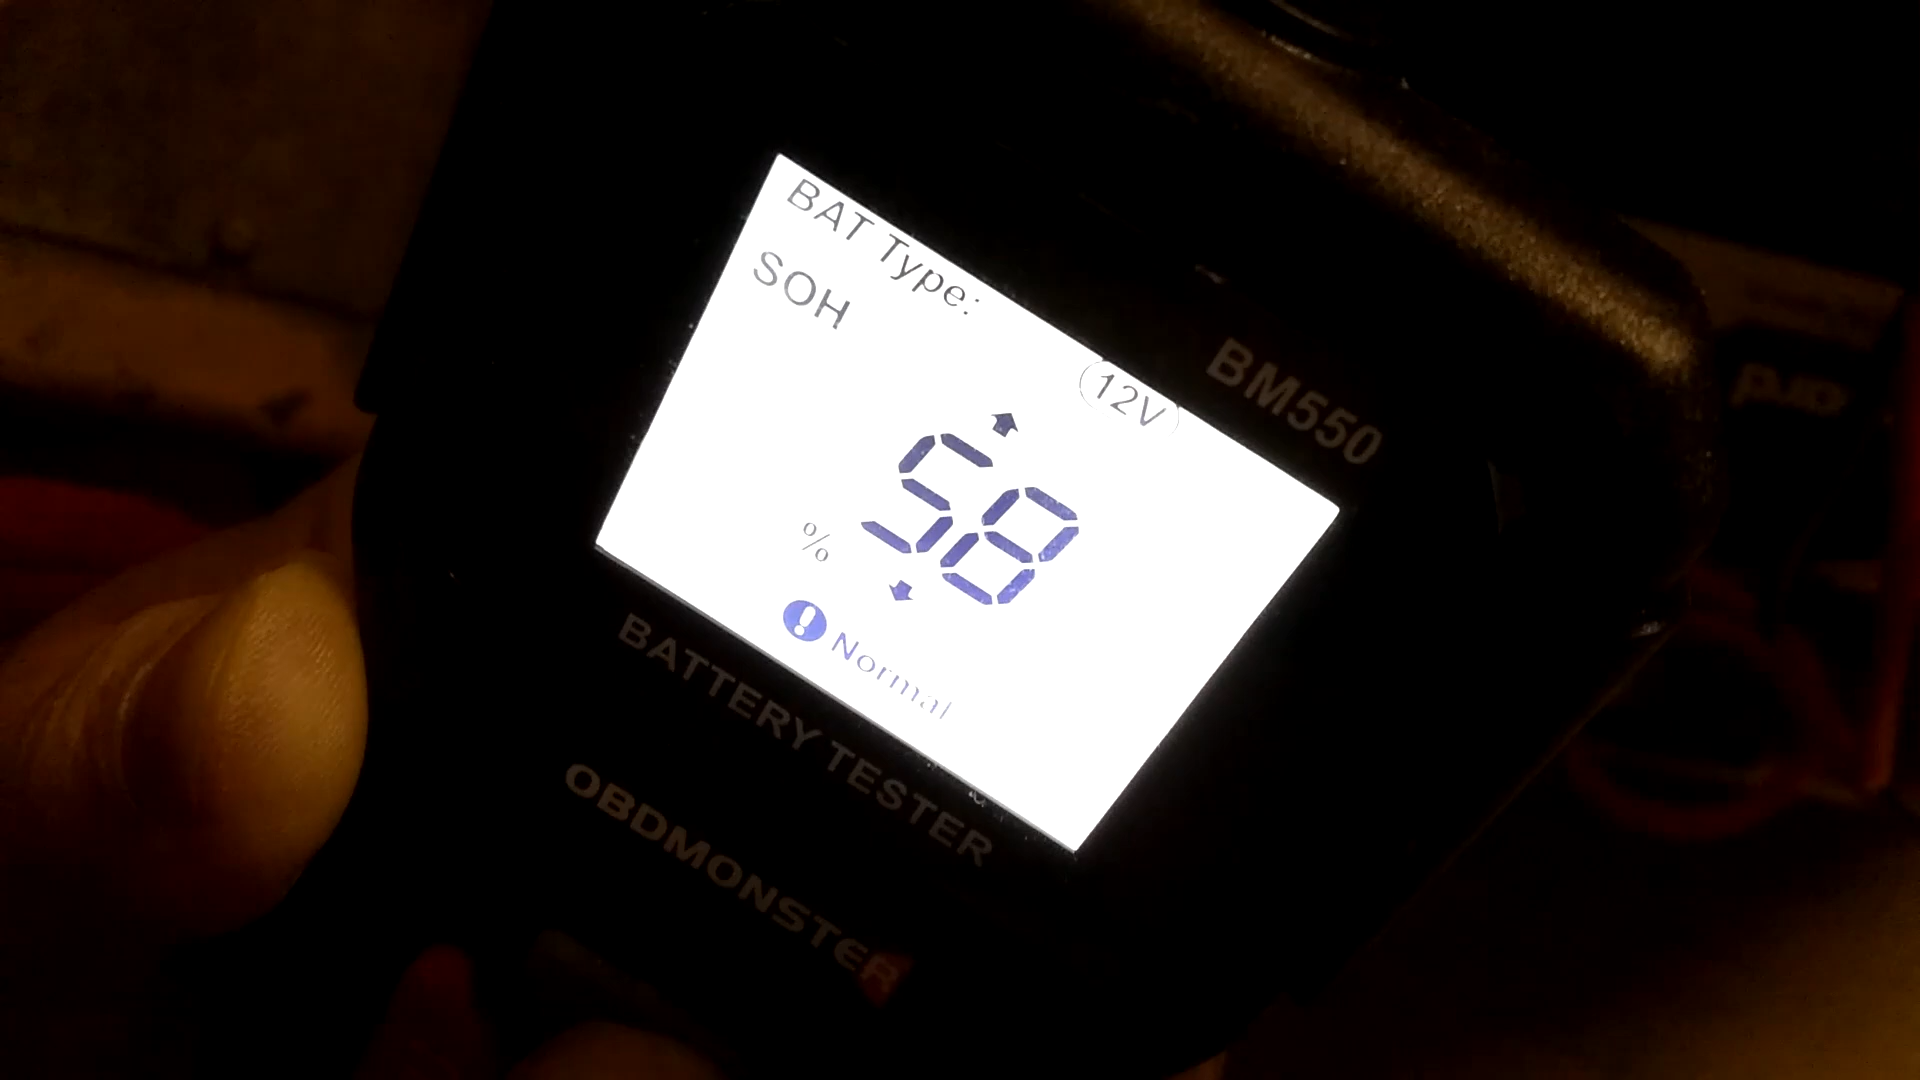 BAT Type:
SOH
12V
58
%
! Normal
BM550
BATTERY TESTER
OBDMONSTER